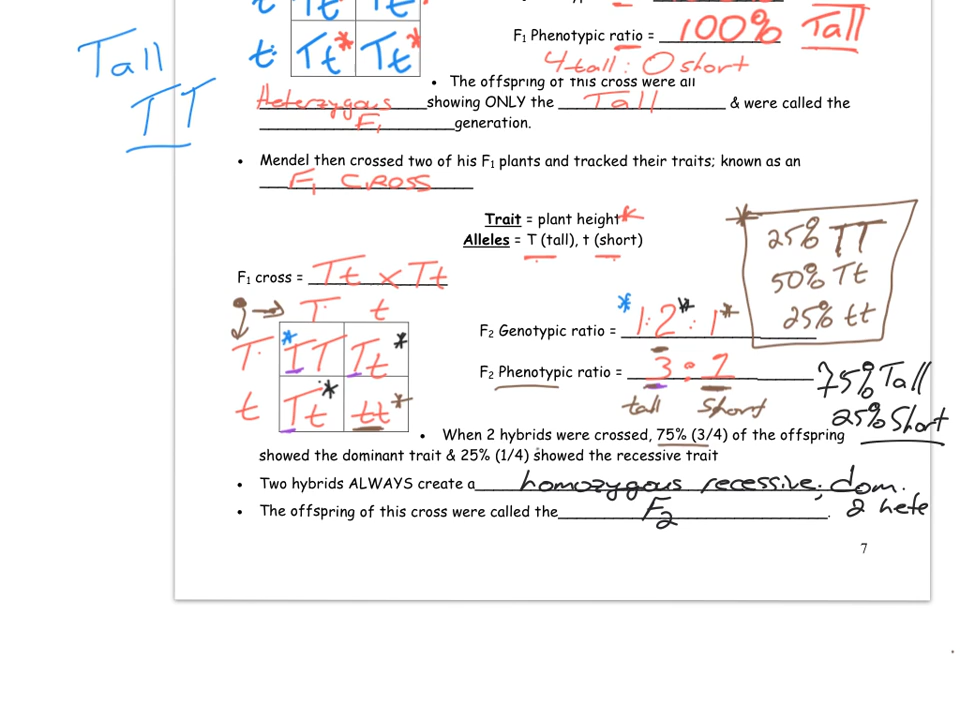 t Tt Tt
F1 Phenotypic ratio = 100% Tall
4 tall : 0 short
Tall
TT
t Tt* Tt*
• The offspring of this cross were all
Heterzygous showing ONLY the Tall & were called the
F1 generation.
• Mendel then crossed two of his F1 plants and tracked their traits; known as an
F1 CROSS
Trait = plant height*
Alleles = T (tall), t (short)
* 25% TT
50% Tt
25% tt
F1 cross = Tt x Tt
T t
F2 Genotypic ratio = *1:2*:1*
T *TT Tt*
F2 Phenotypic ratio = 3:1
75% Tall
25% Short
tall short
t Tt* tt*
• When 2 hybrids were crossed, 75% (3/4) of the offspring
showed the dominant trait & 25% (1/4) showed the recessive trait
• Two hybrids ALWAYS create a homozygous recessive; dom.
2 hete
• The offspring of this cross were called the F2.
7